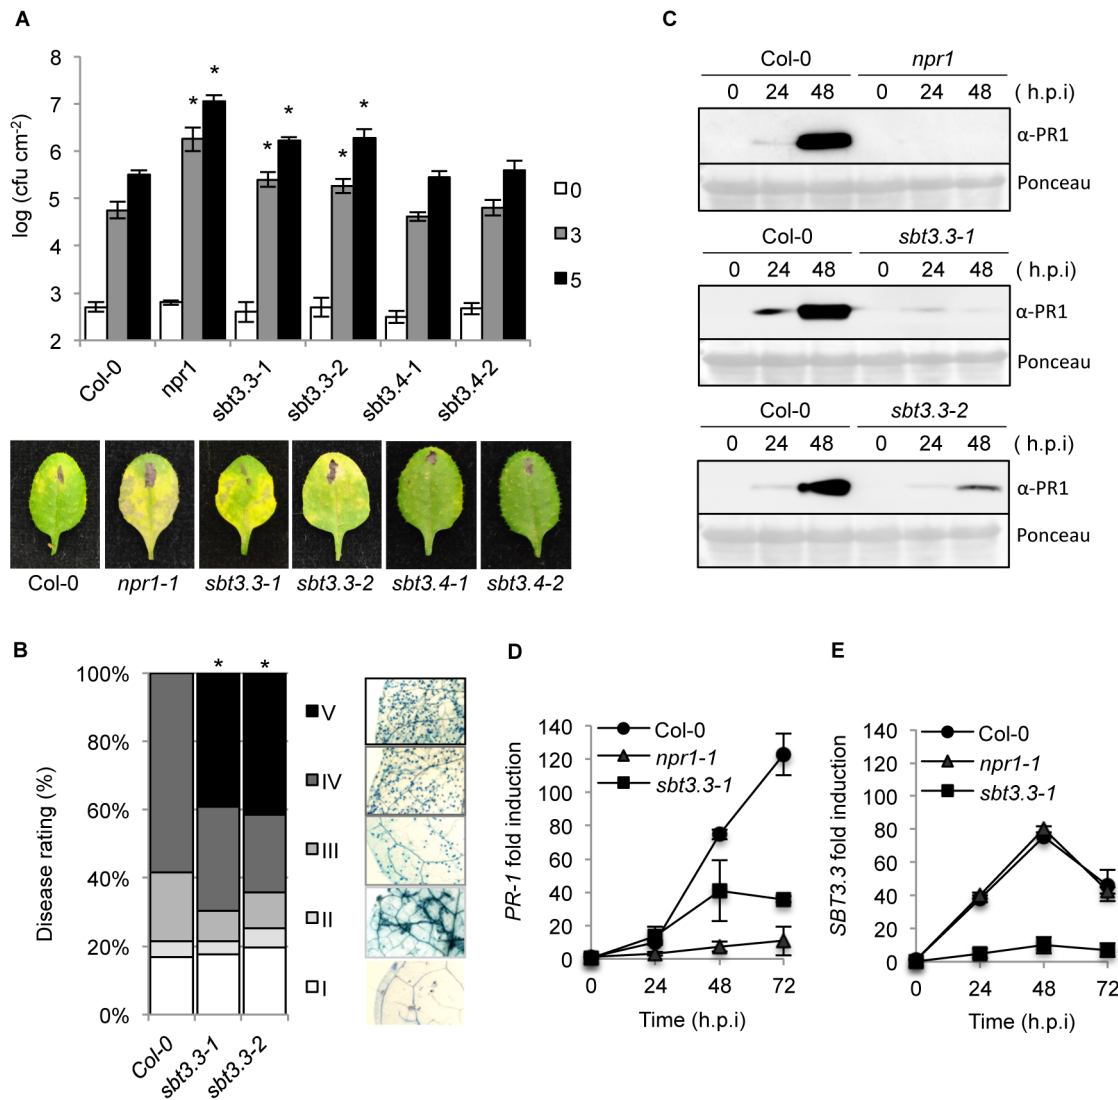 A
log (cfu cm-2)
8
7
6
5
4
3
2
* * * * * *
0
3
5
Col-0 npr1 sbt3.3-1 sbt3.3-2 sbt3.4-1 sbt3.4-2
Col-0 npr1-1 sbt3.3-1 sbt3.3-2 sbt3.4-1 sbt3.4-2
C
Col-0 npr1
0 24 48 0 24 48 ( h.p.i)
α-PR1
Ponceau
Col-0 sbt3.3-1
0 24 48 0 24 48 ( h.p.i)
α-PR1
Ponceau
Col-0 sbt3.3-2
0 24 48 0 24 48 ( h.p.i)
α-PR1
Ponceau
B
Disease rating (%)
100%
80%
60%
40%
20%
0%
* *
V
IV
III
II
I
Col-0 sbt3.3-1 sbt3.3-2
D
PR-1 fold induction
140
120
100
80
60
40
20
0
Col-0
npr1-1
sbt3.3-1
0 24 48 72
Time (h.p.i)
E
SBT3.3 fold induction
140
120
100
80
60
40
20
0
Col-0
npr1-1
sbt3.3-1
0 24 48 72
Time (h.p.i)